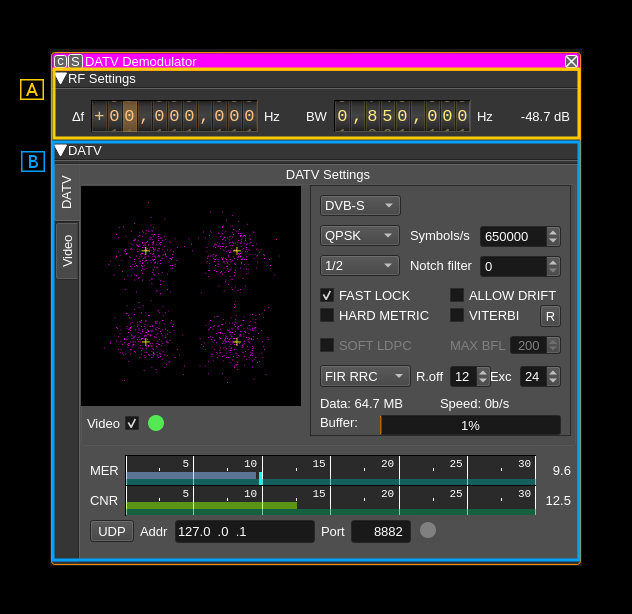 C S DATV Demodulator
A
RF Settings
Δf +00,000,000 Hz BW 0,850,000 Hz -48.7 dB
B
DATV
DATV
Video
DATV Settings
DVB-S
QPSK Symbols/s 650000
1/2 Notch filter 0
FAST LOCK ALLOW DRIFT
HARD METRIC VITERBI R
SOFT LDPC MAX BFL 200
FIR RRC R.off 12 Exc 24
Data: 64.7 MB Speed: 0b/s
Video Buffer: 1%
MER 5 10 15 20 25 30 9.6
CNR 5 10 15 20 25 30 12.5
UDP Addr 127.0 .0 .1 Port 8882